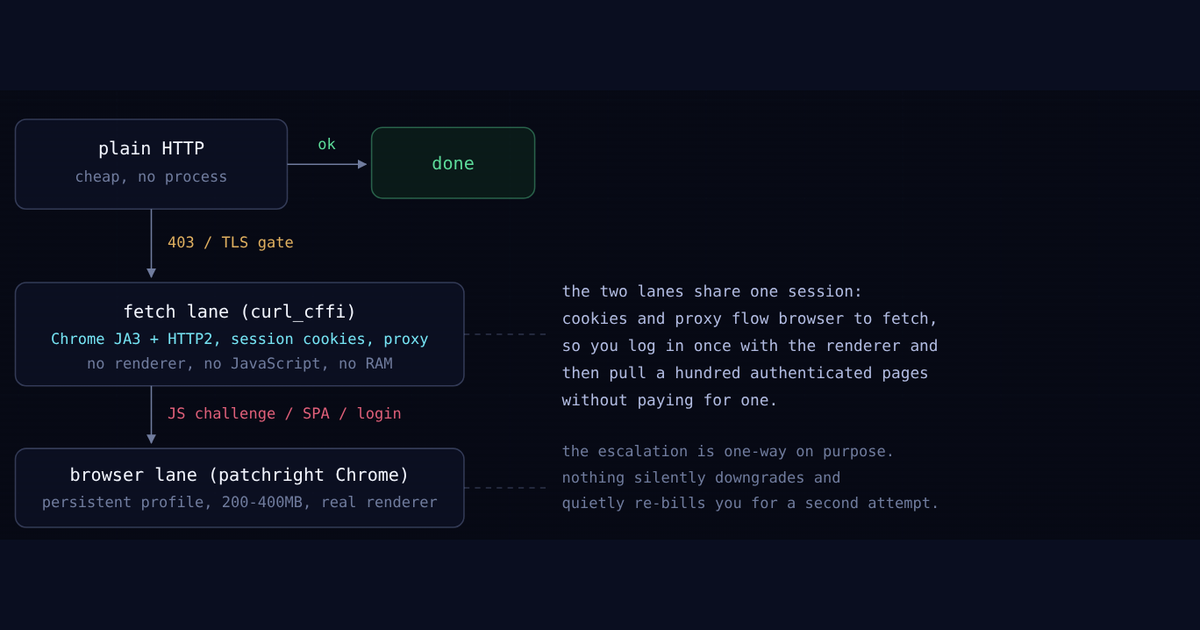 plain HTTP
cheap, no process
ok
done
403 / TLS gate
fetch lane (curl_cffi)
Chrome JA3 + HTTP2, session cookies, proxy
no renderer, no JavaScript, no RAM
the two lanes share one session:
cookies and proxy flow browser to fetch,
so you log in once with the renderer and
then pull a hundred authenticated pages
without paying for one.
JS challenge / SPA / login
browser lane (patchright Chrome)
persistent profile, 200-400MB, real renderer
the escalation is one-way on purpose.
nothing silently downgrades and
quietly re-bills you for a second attempt.